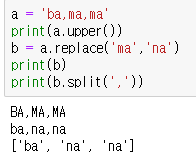 a = 'ba,ma,ma'
print(a.upper())
b = a.replace('ma','na')
print(b)
print(b.split(','))
BA,MA,MA
ba,na,na
['ba', 'na', 'na']